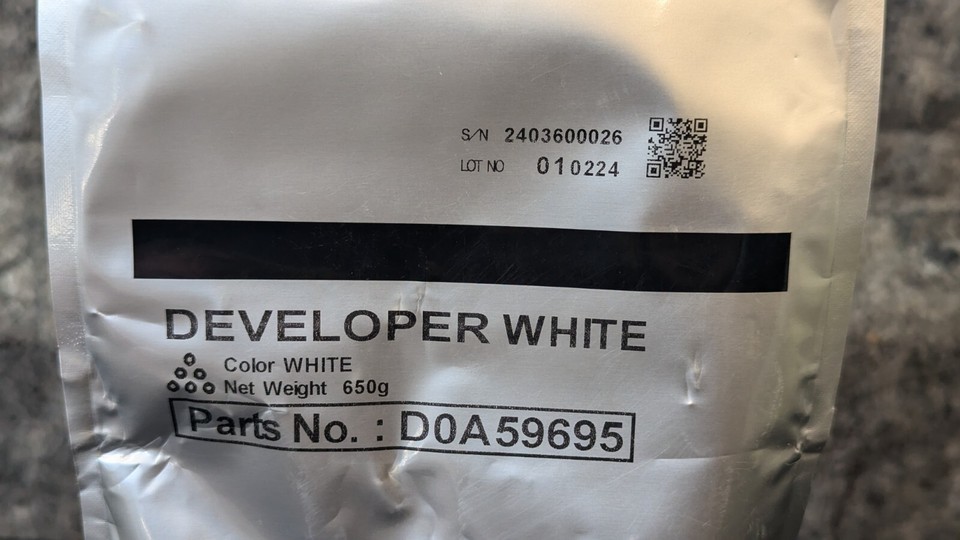 S/N 2403600026
LOT NO 010224
DEVELOPER WHITE
Color WHITE
Net Weight 650g
Parts No. : D0A59695